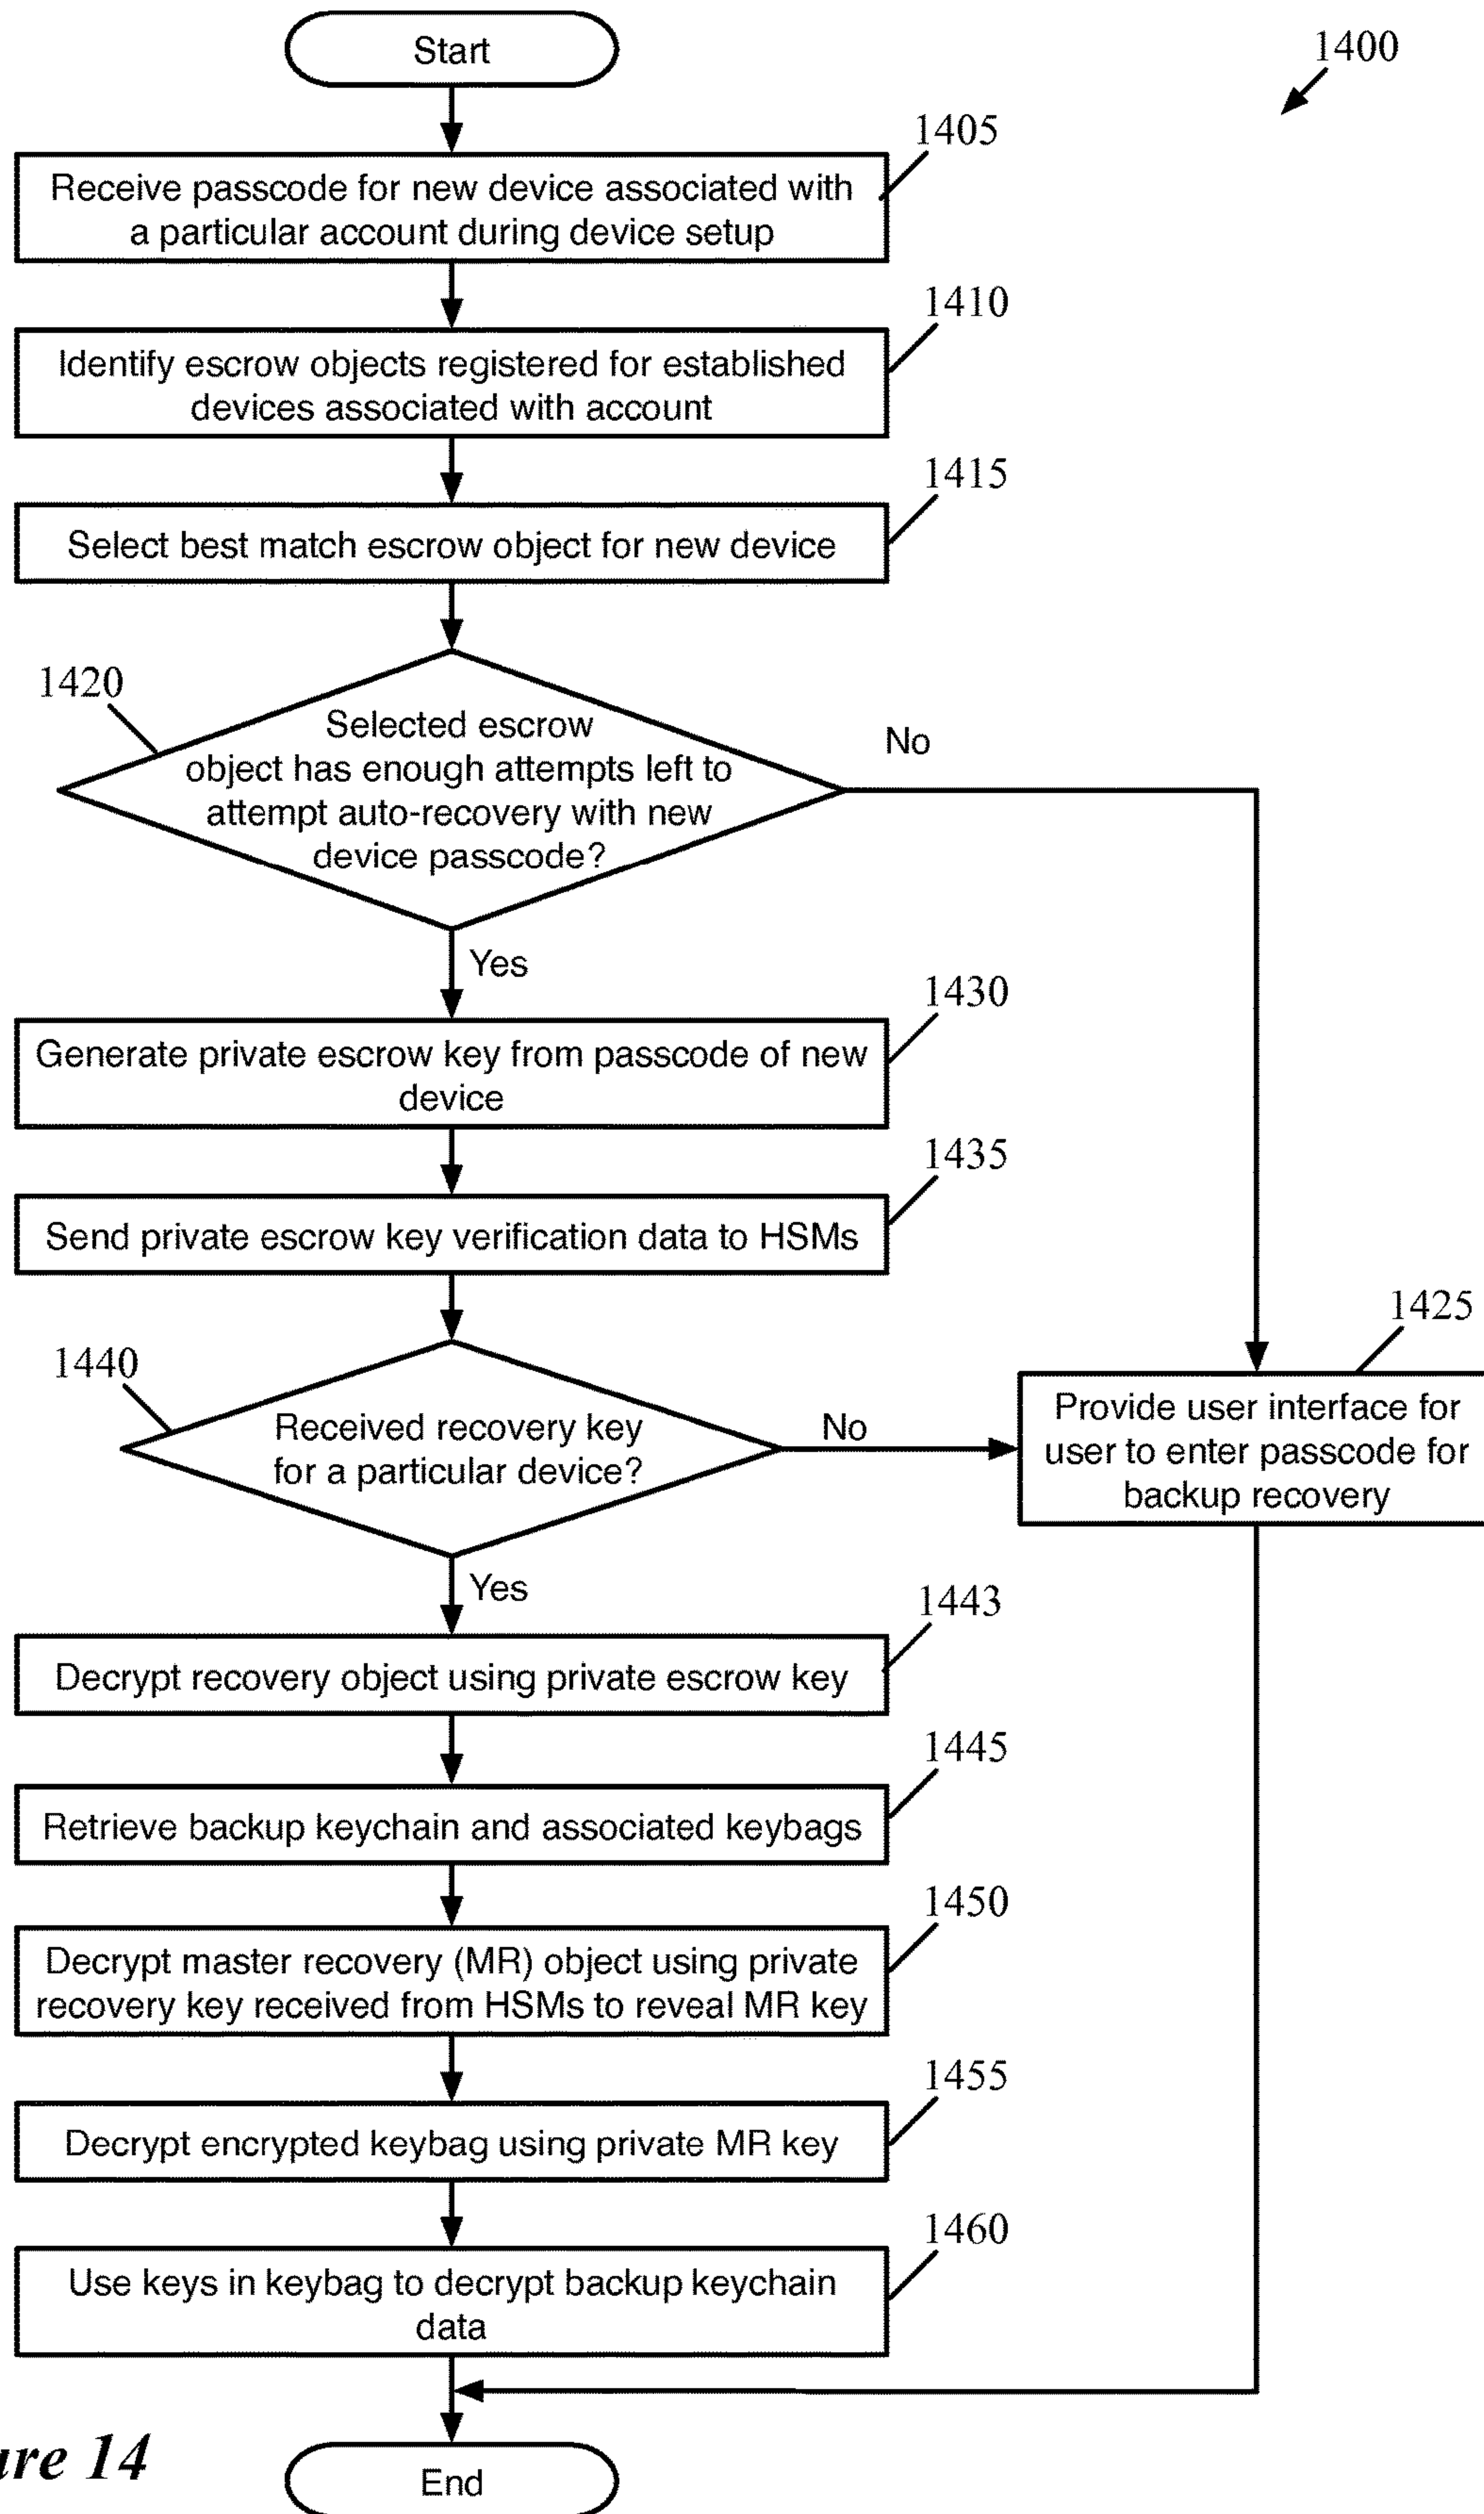 Start
1400
1405
Receive passcode for new device associated with
a particular account during device setup
1410
Identify escrow objects registered for established
devices associated with account
1415
Select best match escrow object for new device
1420
Selected escrow
object has enough attempts left to
attempt auto-recovery with new
device passcode?
No
Yes
1430
Generate private escrow key from passcode of new
device
1435
Send private escrow key verification data to HSMs
1440
Received recovery key
for a particular device?
No
1425
Provide user interface for
user to enter passcode for
backup recovery
Yes
1443
Decrypt recovery object using private escrow key
1445
Retrieve backup keychain and associated keybags
1450
Decrypt master recovery (MR) object using private
recovery key received from HSMs to reveal MR key
1455
Decrypt encrypted keybag using private MR key
1460
Use keys in keybag to decrypt backup keychain
data
14
End